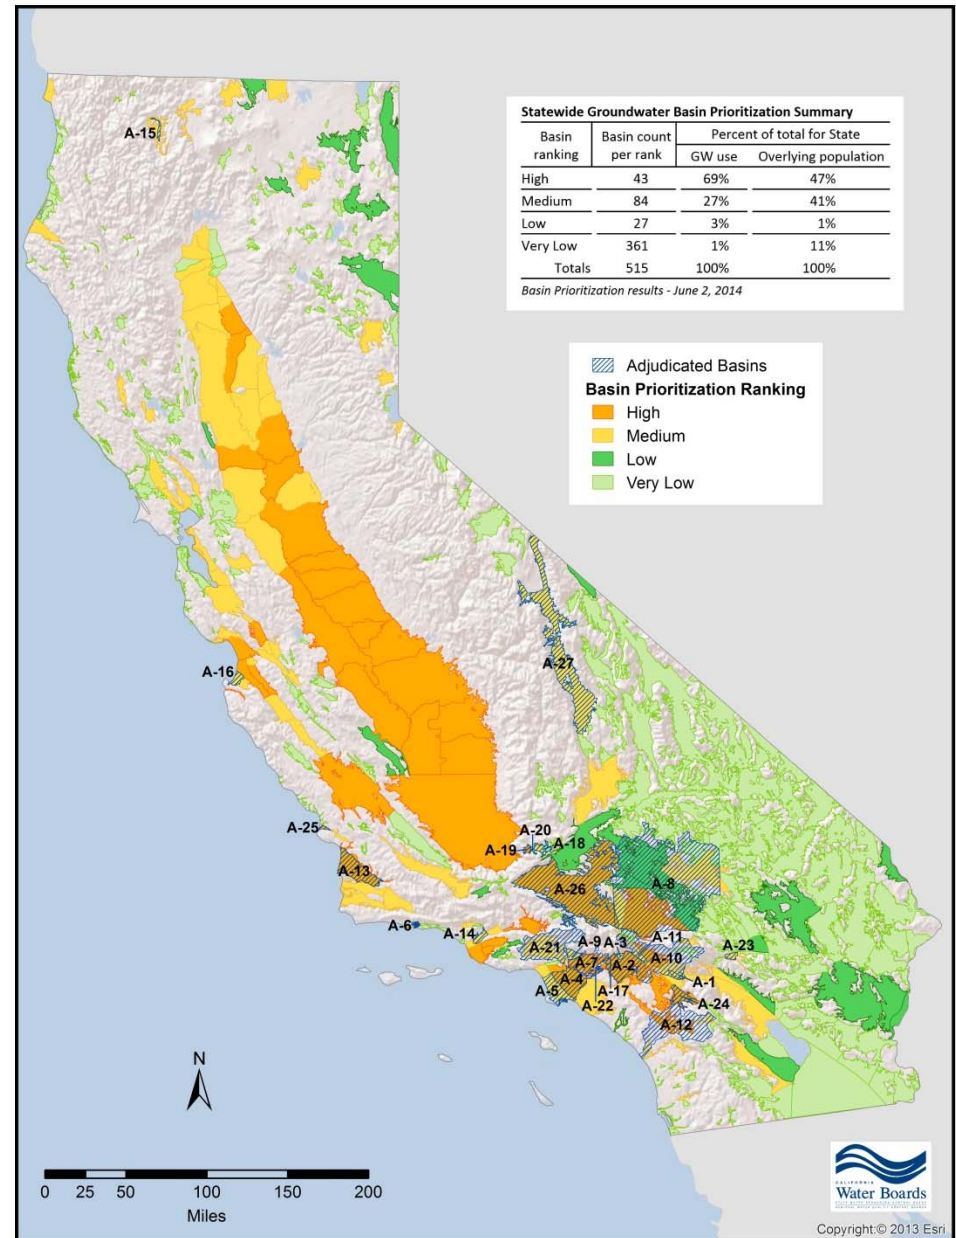 A-15
Statewide Groundwater Basin Prioritization Summary
Basin ranking Basin count per rank Percent of total for State
GW use Overlying population
High 43 69% 47%
Medium 84 27% 41%
Low 27 3% 1%
Very Low 361 1% 11%
Totals 515 100% 100%
Basin Prioritization results - June 2, 2014
Adjudicated Basins
Basin Prioritization Ranking
High
Medium
Low
Very Low
A-27
A-16
A-25
A-20
A-19
A-18
A-13
A-26
A-8
A-6
A-14
A-21
A-9
A-3
A-11
A-23
A-7
A-2
A-10
A-4
A-1
A-5
A-17
A-24
A-22
A-12
N
0 25 50 100 150 200
Miles
CALIFORNIA
Water Boards
Copyright:© 2013 Esri